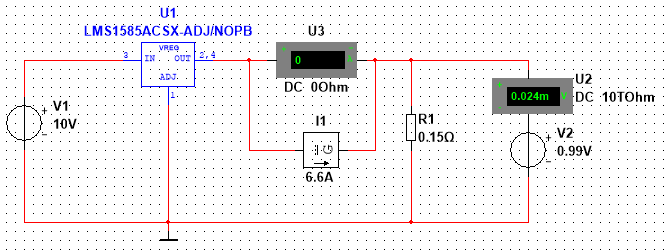 U1
LMS1585ACSX-ADJ/NOPB
VREG
3 IN OUT 2,4
ADJ
1
U3
+ 0 A
DC 0Ohm
I1
G
6.6A
V1
10V
+
-
R1
0.15Ω
U2
+ 0.024m V
DC 10TOhm
V2
0.99V
+
-